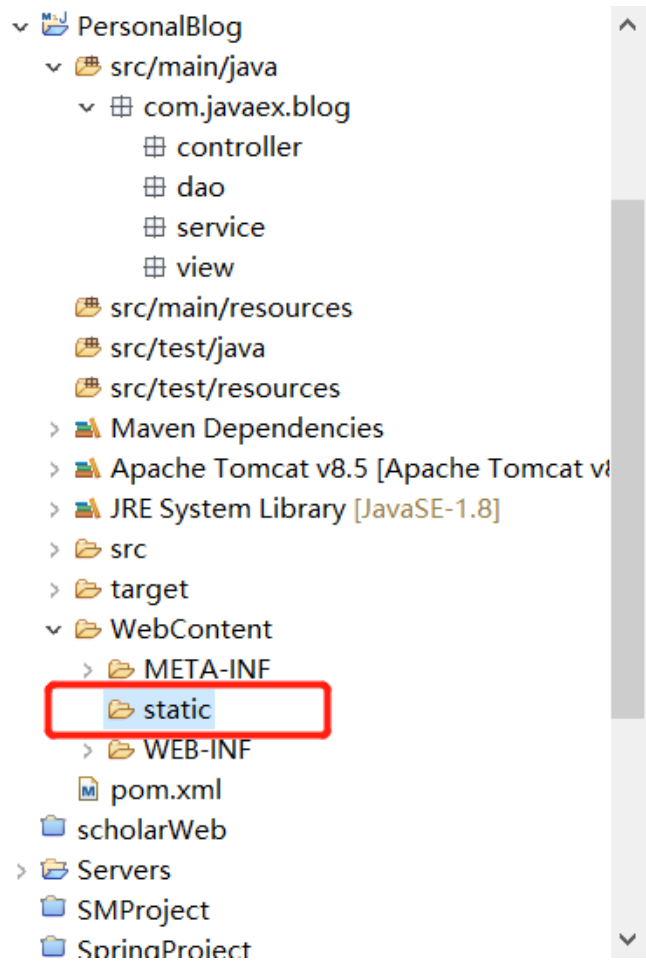 PersonalBlog
src/main/java
com.javaex.blog
controller
dao
service
view
src/main/resources
src/test/java
src/test/resources
Maven Dependencies
Apache Tomcat v8.5 [Apache Tomcat v8
JRE System Library [JavaSE-1.8]
src
target
WebContent
META-INF
static
WEB-INF
pom.xml
scholarWeb
Servers
SMProject
SpringProject